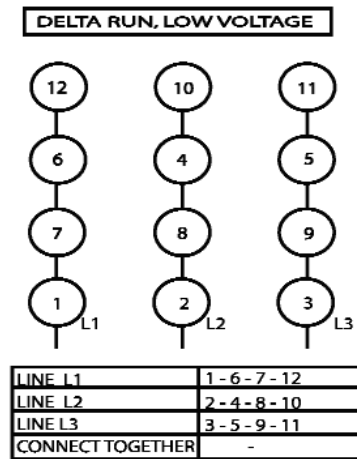 DELTA RUN, LOW VOLTAGE
12 10 11
6 4 5
7 8 9
1 2 3
L1 L2 L3
LINE L1 1 - 6 - 7 - 12
LINE L2 2 - 4 - 8 - 10
LINE L3 3 - 5 - 9 - 11
CONNECT TOGETHER -